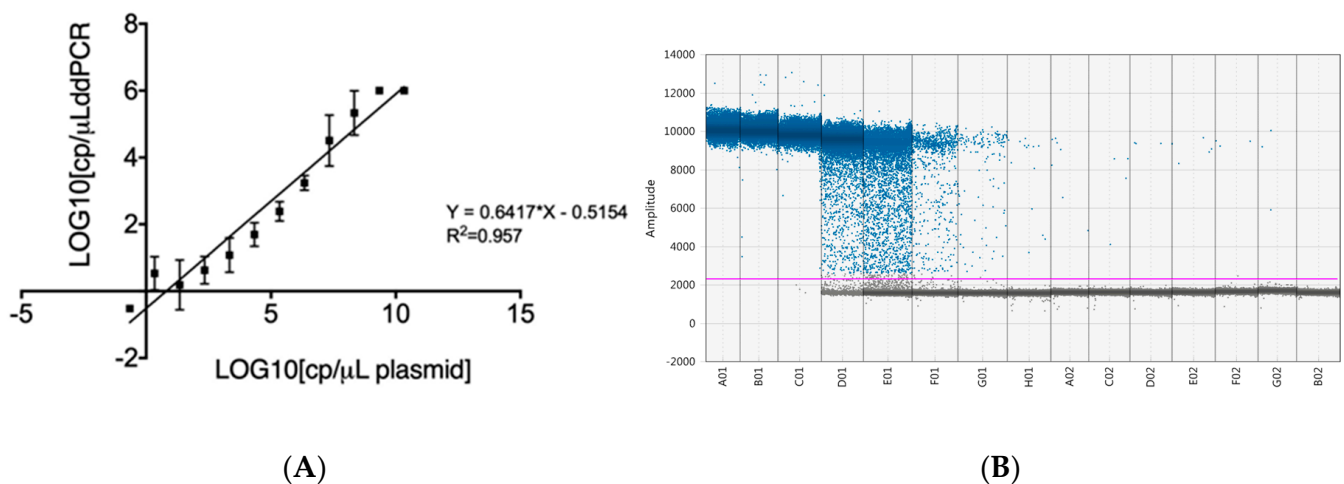 8
6
4
2
-2
-5
5
10
15
LOG10[cp/μLddPCR]
LOG10[cp/μL plasmid]
Y = 0.6417*X - 0.5154
R²=0.957
(A)
14000
12000
10000
8000
6000
4000
2000
0
-2000
Amplitude
A01 B01 C01 D01 E01 F01 G01 H01 A02 C02 D02 E02 F02 G02 B02
(B)